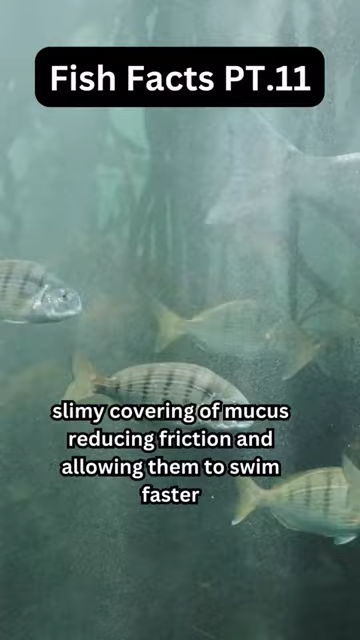 Fish Facts PT.11
slimy covering of mucus
reducing friction and
allowing them to swim
faster